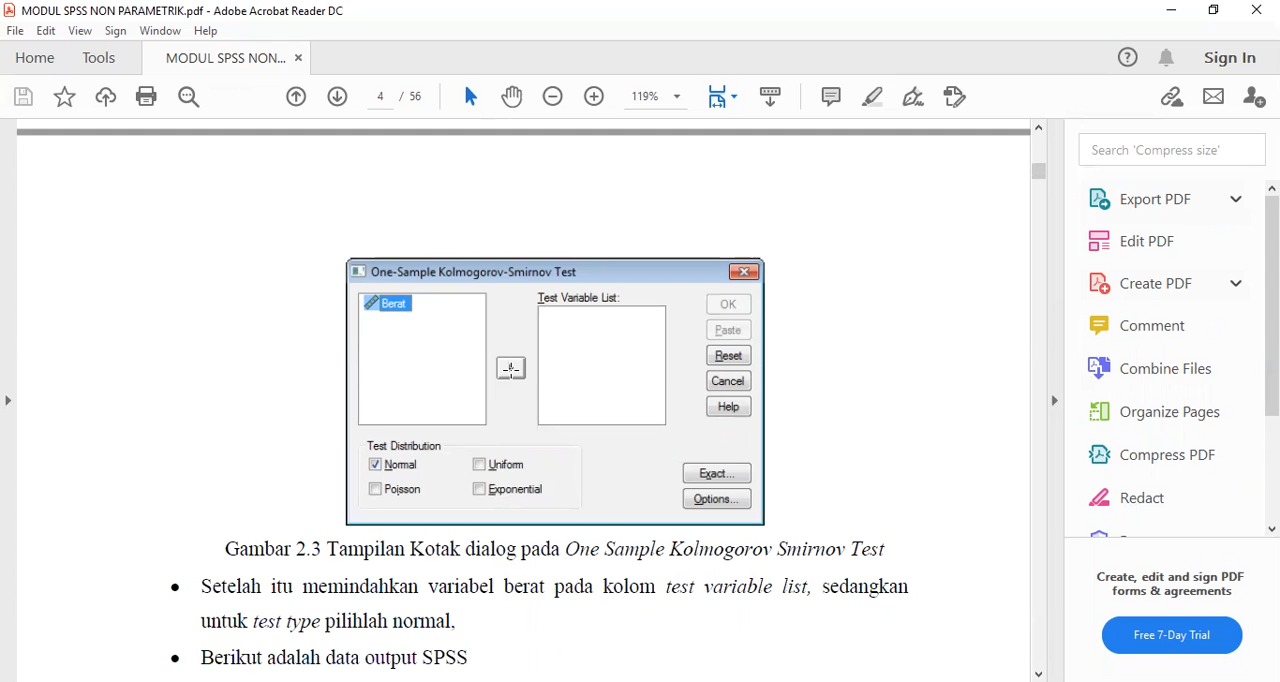 MODUL SPSS NON PARAMETRIK.pdf - Adobe Acrobat Reader DC
File Edit View Sign Window Help
Home Tools MODUL SPSS NON... × Sign In
4 / 56 119%
Search 'Compress size'
Export PDF
Edit PDF
Create PDF
Comment
Combine Files
Organize Pages
Compress PDF
Redact
Create, edit and sign PDF
forms & agreements
Free 7-Day Trial
One-Sample Kolmogorov-Smirnov Test
Berat
Test Variable List:
OK
Paste
Reset
Cancel
Help
Test Distribution
Normal Uniform
Poisson Exponential
Exact...
Options...
Gambar 2.3 Tampilan Kotak dialog pada One Sample Kolmogorov Smirnov Test
• Setelah itu memindahkan variabel berat pada kolom test variable list, sedangkan
untuk test type pilihlah normal,
• Berikut adalah data output SPSS